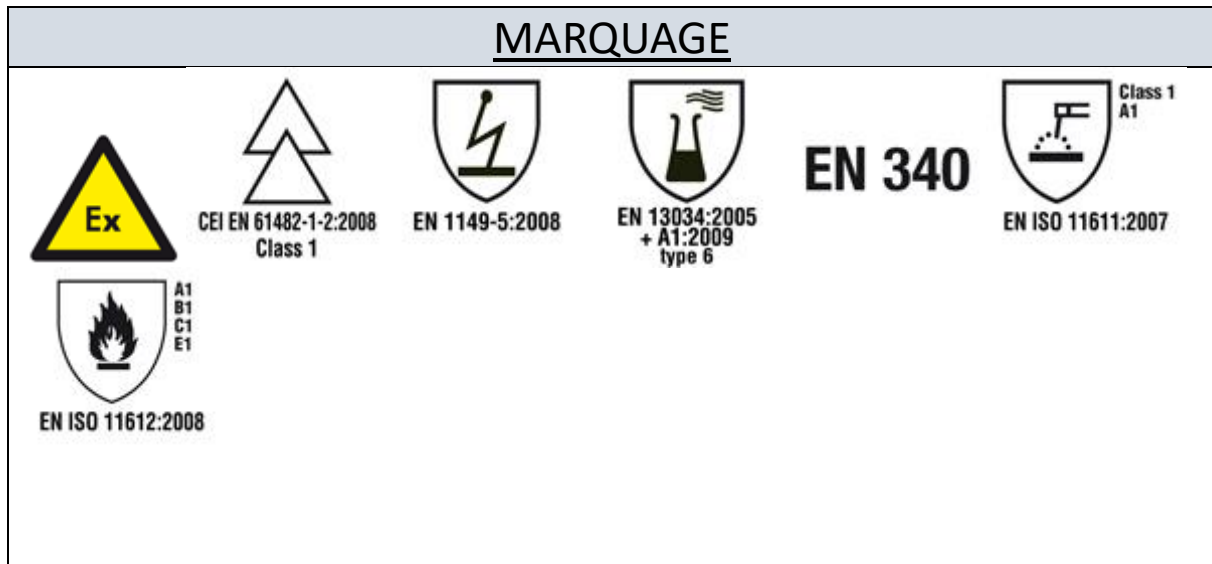 MARQUAGE
Ex
CEI EN 61482-1-2:2008
Class 1
EN 1149-5:2008
EN 13034:2005
+ A1:2009
type 6
EN 340
Class 1
A1
EN ISO 11611:2007
A1
B1
C1
E1
EN ISO 11612:2008